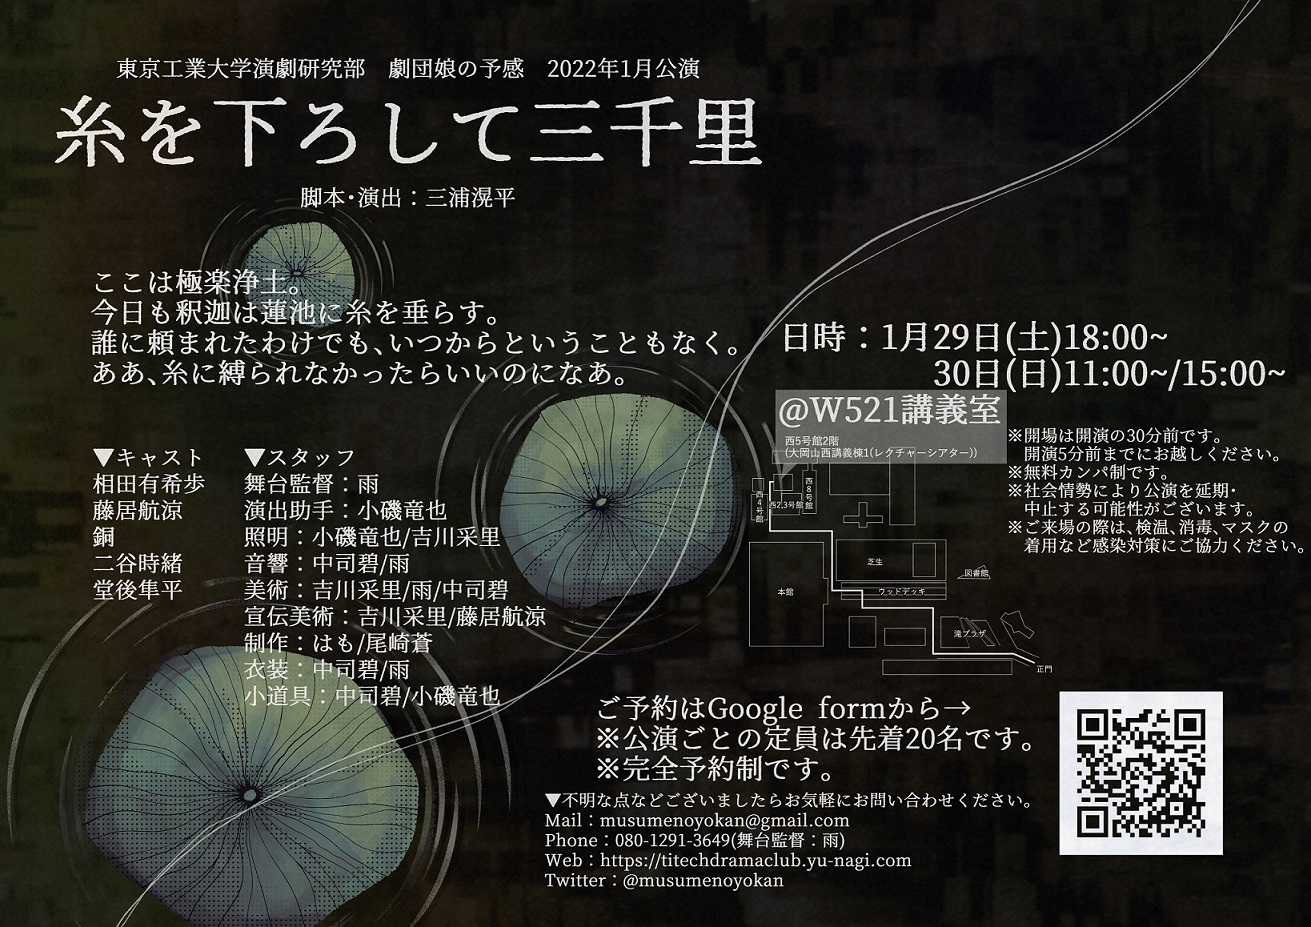 東京工業大学演劇研究部　劇団娘の予感　2022年1月公演
糸を下ろして三千里
脚本・演出：三浦滉平
ここは極楽浄土。
今日も釈迦は蓮池に糸を垂らす。
誰に頼まれたわけでも、いつからということもなく。
ああ、糸に縛られなかったらいいのになあ。
日時：1月29日(土)18:00~
30日(日)11:00~/15:00~
@W521講義室
西5号館2階
(大岡山西講義棟1(レクチャーシアター))
※開場は開演の30分前です。
開演5分前までにお越しください。
※無料カンパ制です。
※社会情勢により公演を延期・
中止する可能性がございます。
※ご来場の際は、検温、消毒、マスクの
着用など感染対策にご協力ください。
▼キャスト
相田有希歩
藤居航涼
銅
二谷時緒
堂後隼平
▼スタッフ
舞台監督：雨
演出助手：小磯竜也
照明：小磯竜也/吉川采里
音響：中司碧/雨
美術：吉川采里/雨/中司碧
宣伝美術：吉川采里/藤居航涼
制作：はも/尾崎蒼
衣装：中司碧/雨
小道具：中司碧/小磯竜也
西4号館
西2,3号館
西8号館
本館
芝生
図書館
ウッドデッキ
滝プラザ
正門
ご予約はGoogle formから→
※公演ごとの定員は先着20名です。
※完全予約制です。
▼不明な点などございましたらお気軽にお問い合わせください。
Mail：musumenoyokan@gmail.com
Phone：080-1291-3649(舞台監督：雨)
Web：https://titechdramaclub.yu-nagi.com
Twitter：@musumenoyokan